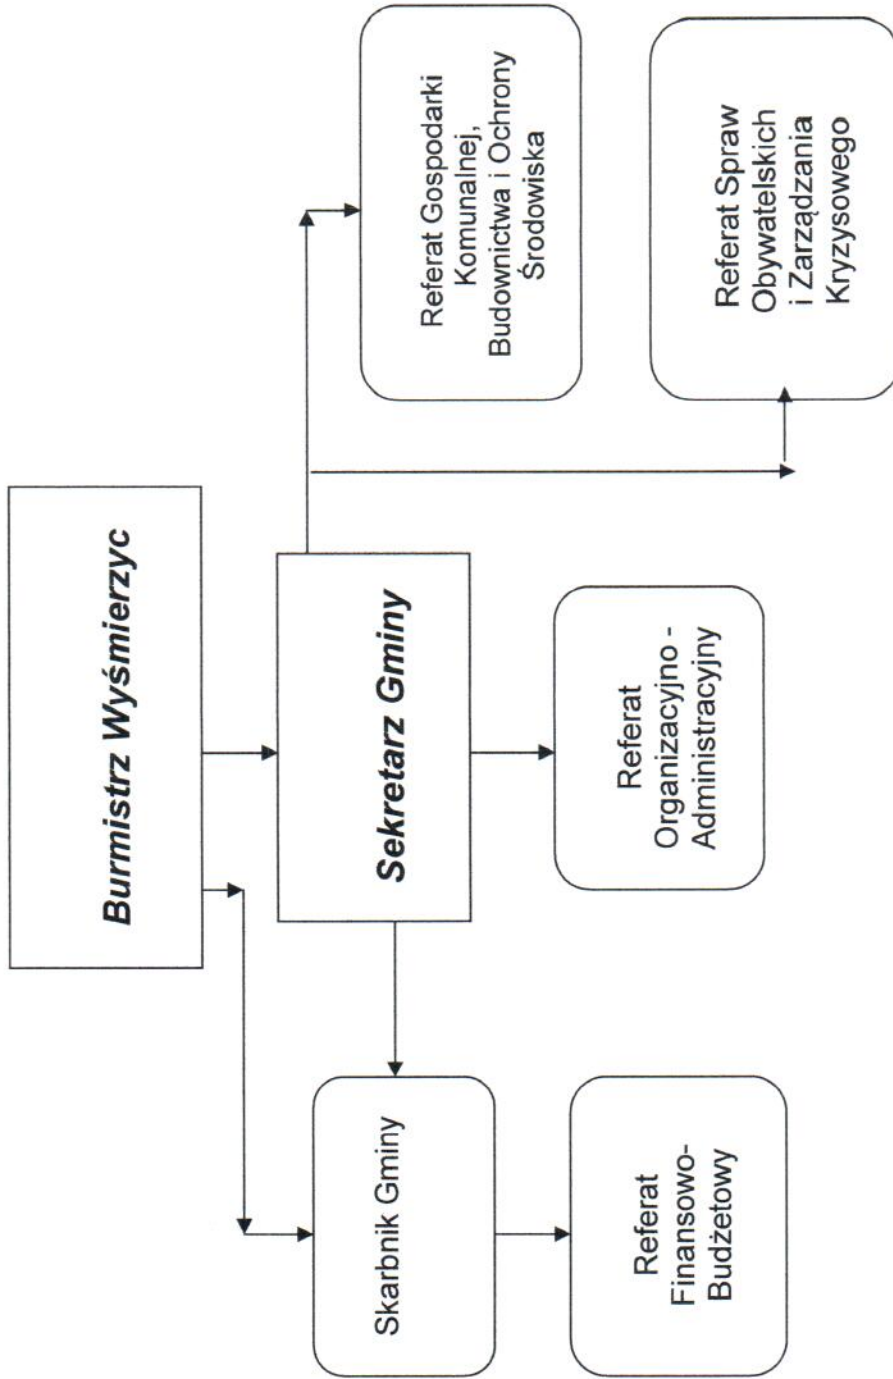 Burmistrz Wyśmierzyc
Sekretarz Gminy
Skarbnik Gminy
Referat
Finansowo-
Budżetowy
Referat
Organizacyjno -
Administracyjny
Referat Gospodarki
Komunalnej,
Budownictwa i Ochrony
Środowiska
Referat Spraw
Obywatelskich
i Zarządzania
Kryzysowego